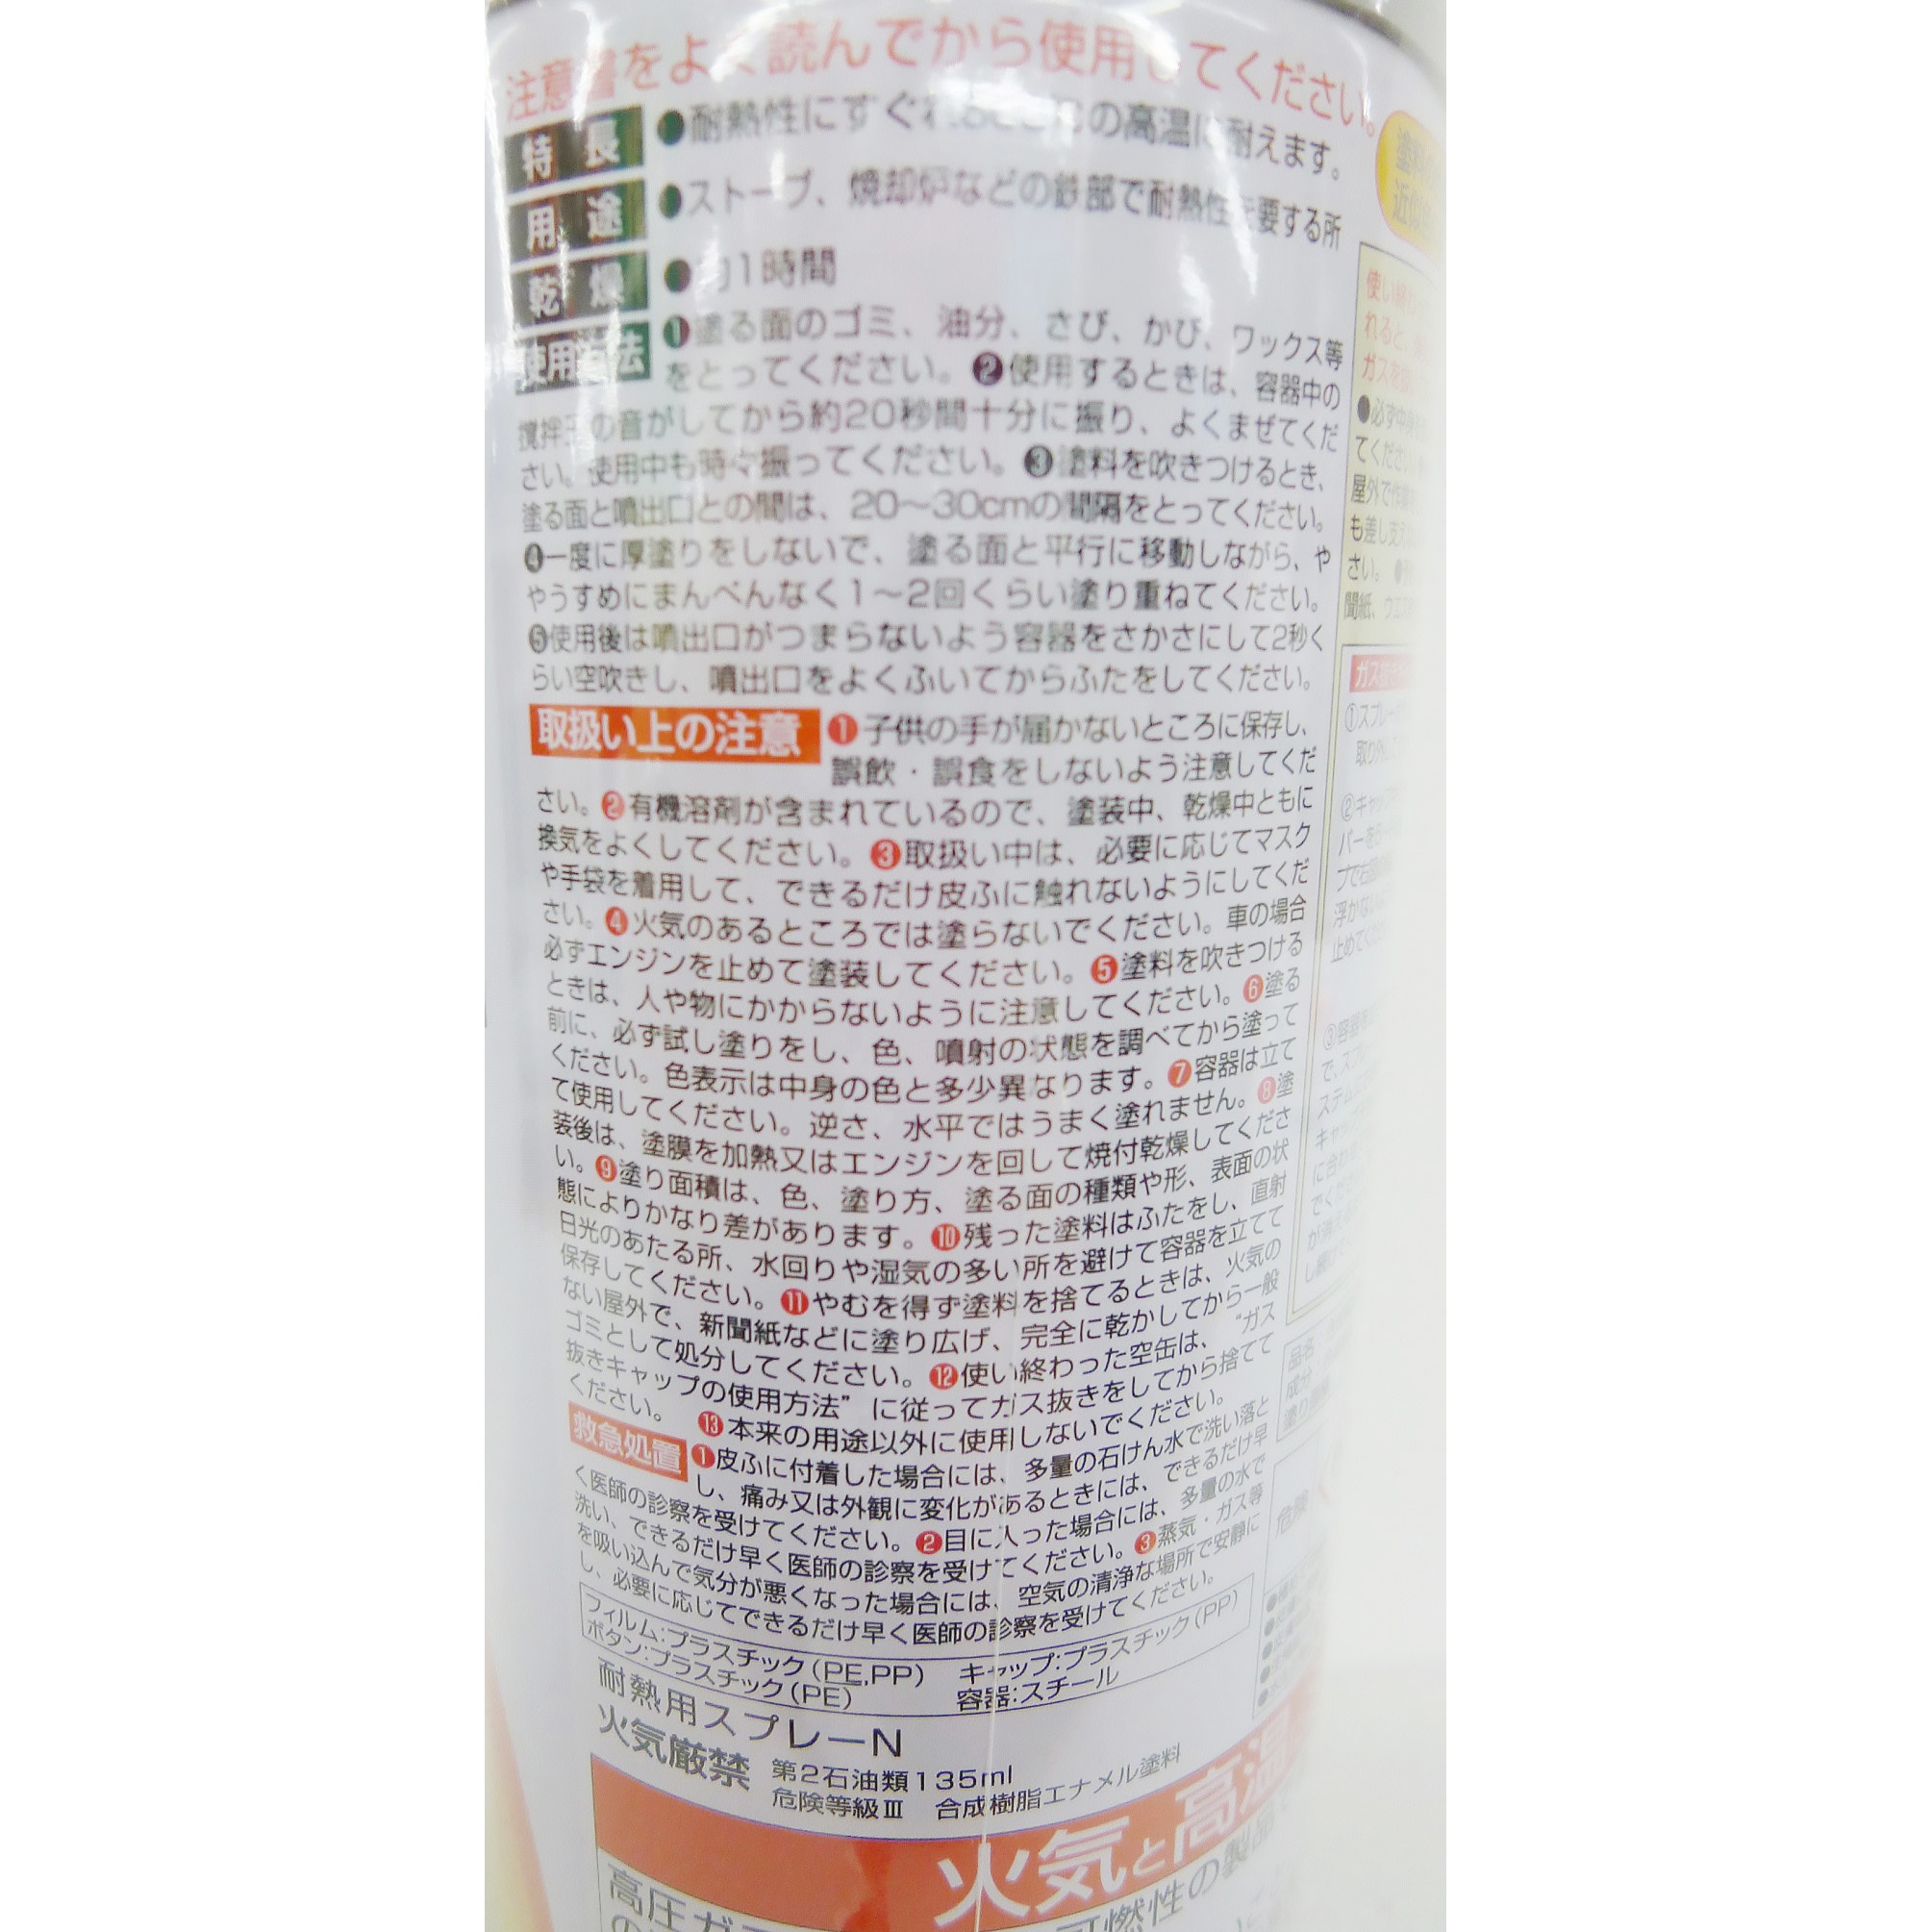 注意書をよく読んでから使用してください。
特長
●耐熱性にすぐ の高温に耐えます。
用途
●ストーブ、焼却炉などの鉄部で耐熱性を要する所
乾燥
●約1時間
使用方法
❶塗る面のゴミ、油分、さび、かび、ワックス等
をとってください。❷使用するときは、容器中の
撹拌玉の音がしてから約20秒間十分に振り、よくまぜてくだ
さい。使用中も時々振ってください。❸塗料を吹きつけるとき、
塗る面と噴出口との間は、20〜30cmの間隔をとってください。
❹一度に厚塗りをしないで、塗る面と平行に移動しながら、や
やうすめにまんべんなく1〜2回くらい塗り重ねてください。
❺使用後は噴出口がつまらないよう容器をさかさにして2秒く
らい空吹きし、噴出口をよくふいてからふたをしてください。
取扱い上の注意
❶子供の手が届かないところに保存し、
誤飲・誤食をしないよう注意してくだ
さい。❷有機溶剤が含まれているので、塗装中、乾燥中ともに
換気をよくしてください。❸取扱い中は、必要に応じてマスク
や手袋を着用して、できるだけ皮ふに触れないようにしてくだ
さい。❹火気のあるところでは塗らないでください。車の場合
必ずエンジンを止めて塗装してください。❺塗料を吹きつける
ときは、人や物にかからないように注意してください。❻塗る
前に、必ず試し塗りをし、色、噴射の状態を調べてから塗って
ください。色表示は中身の色と多少異なります。❼容器は立て
て使用してください。逆さ、水平ではうまく塗れません。❽塗
装後は、塗膜を加熱又はエンジンを回して焼付乾燥してくださ
い。❾塗り面積は、色、塗り方、塗る面の種類や形、表面の状
態によりかなり差があります。❿残った塗料はふたをし、直射
日光のあたる所、水回りや湿気の多い所を避けて容器を立てて
保存してください。⓫やむを得ず塗料を捨てるときは、火気の
ない屋外で、新聞紙などに塗り広げ、完全に乾かしてから一般
ゴミとして処分してください。⓬使い終わった空缶は、“ガス
抜きキャップの使用方法”に従ってガス抜きをしてから捨てて
ください。⓭本来の用途以外に使用しないでください。
救急処置
❶皮ふに付着した場合には、多量の石けん水で洗い落と
し、痛み又は外観に変化があるときには、できるだけ早
く医師の診察を受けてください。❷目に入った場合には、多量の水で
洗い、できるだけ早く医師の診察を受けてください。❸蒸気・ガス等
を吸い込んで気分が悪くなった場合には、空気の清浄な場所で安静に
し、必要に応じてできるだけ早く医師の診察を受けてください。
フィルム:プラスチック(PE,PP) キャップ:プラスチック(PP)
ボタン:プラスチック(PE) 容器:スチール
耐熱用スプレーN
火気厳禁
第2石油類135ml
危険等級Ⅲ 合成樹脂エナメル塗料
火気と高温
高圧ガ 可燃性の製品